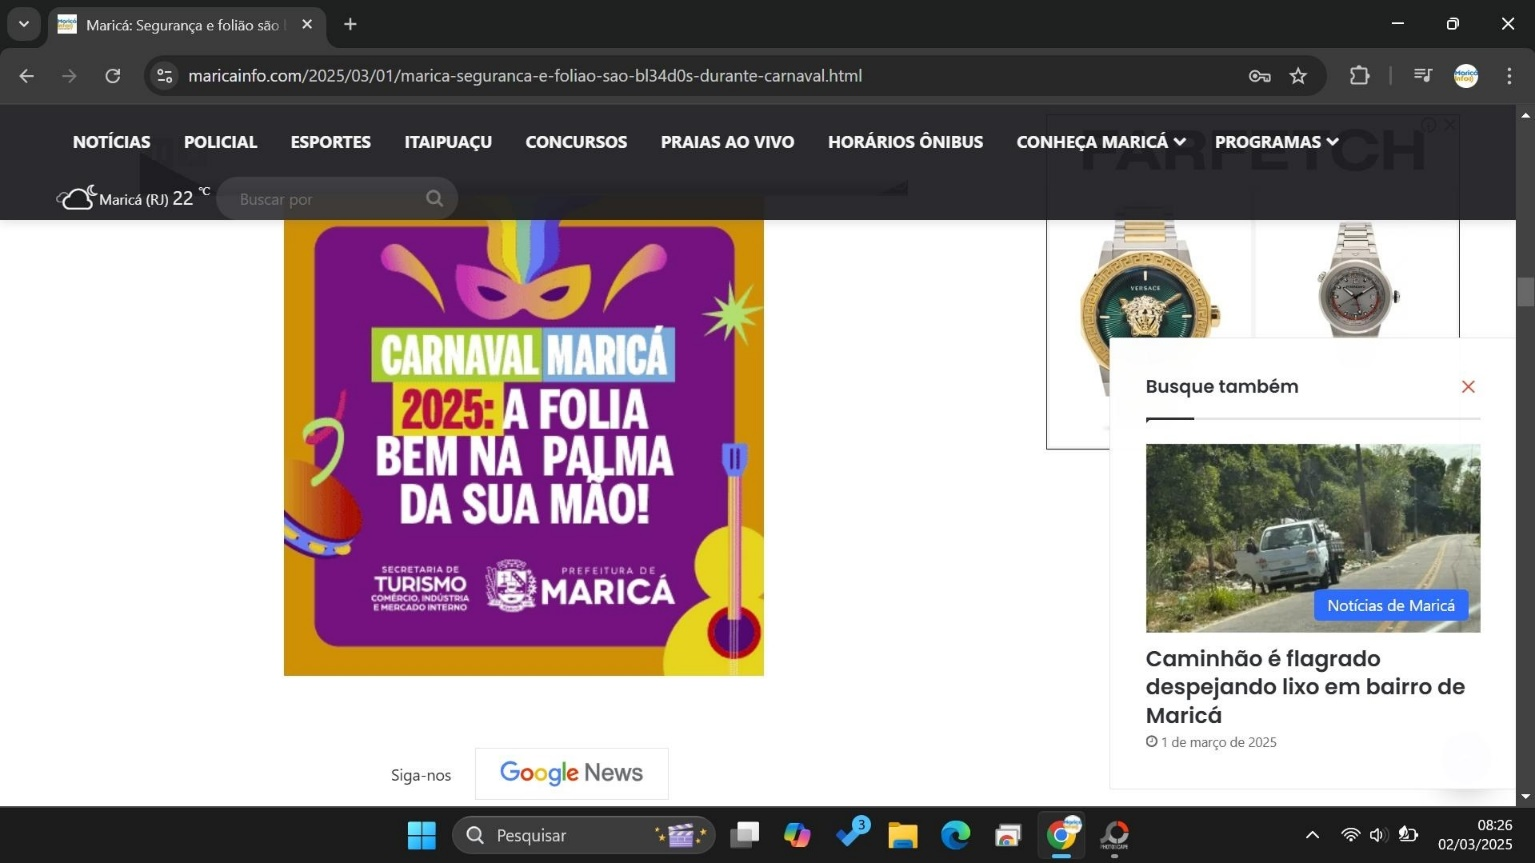 Maricá: Segurança e folião são
maricainfo.com/2025/03/01/marica-seguranca-e-foliao-sao-bl34d0s-durante-carnaval.html
NOTÍCIAS POLICIAL ESPORTES ITAIPUAÇU CONCURSOS PRAIAS AO VIVO HORÁRIOS ÔNIBUS CONHEÇA MARICÁ PROGRAMAS
FARFETCH
Maricá (RJ) 22 °C Buscar por
VERSACE
CARNAVAL MARICÁ
2025: A FOLIA
BEM NA PALMA
DA SUA MÃO!
SECRETARIA DE
TURISMO
COMÉRCIO, INDÚSTRIA
E MERCADO INTERNO
PREFEITURA DE
MARICÁ
Siga-nos Google News
Busque também
Notícias de Maricá
Caminhão é flagrado
despejando lixo em bairro de
Maricá
1 de março de 2025
Pesquisar
3
08:26
02/03/2025